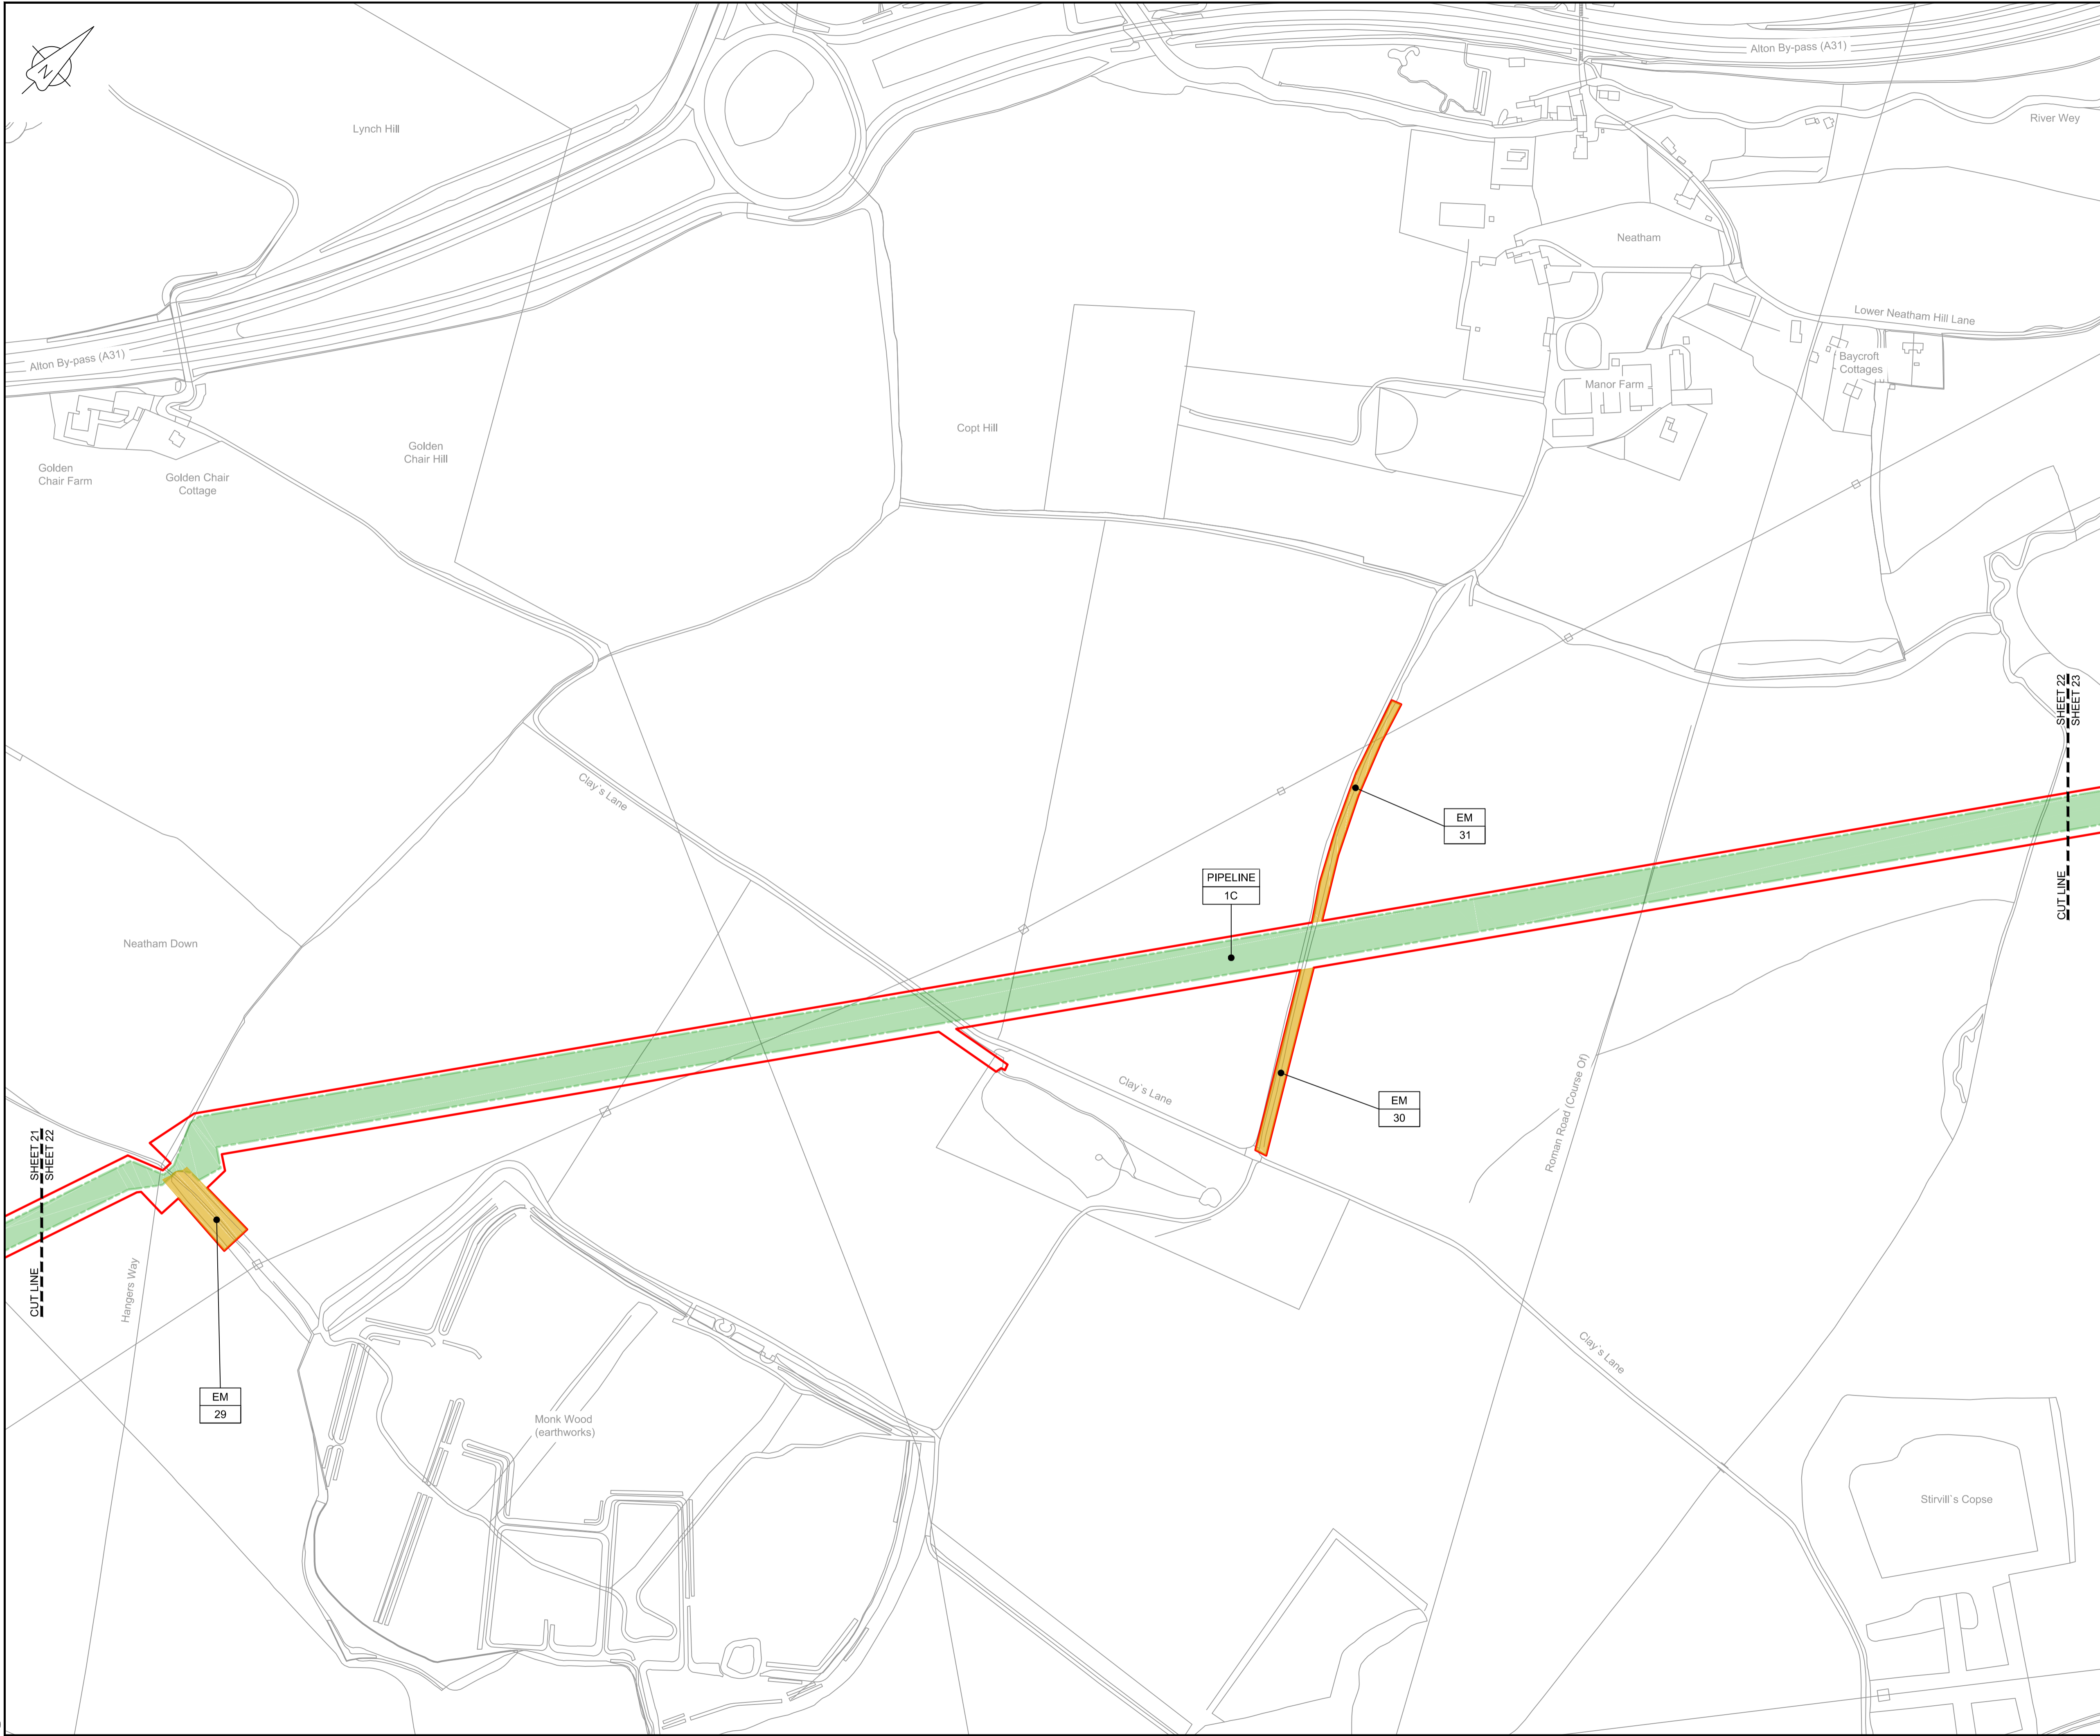 N
Alton By-pass (A31)
Lynch Hill
River Wey
Neatham
Lower Neatham Hill Lane
Alton By-pass (A31)
Baycroft
Cottages
Manor Farm
Golden
Chair Hill
Copt Hill
Golden
Chair Farm
Golden Chair
Cottage
SHEET 22
SHEET 23
CUT LINE
Clay`s Lane
EM
31
PIPELINE
1C
Neatham Down
Clay`s Lane
EM
30
Roman Road (Course Of)
SHEET 21
SHEET 22
CUT LINE
Hangers Way
EM
29
Clay`s Lane
Monk Wood
(earthworks)
Stirvill`s Copse